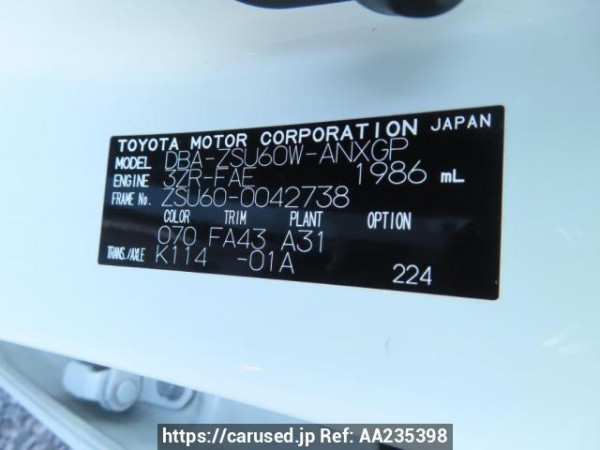 TOYOTA MOTOR CORPORATION JAPAN
MODEL DBA-ZSU60W-ANXGP
ENGINE 3ZR-FAE 1986 mL
FRAME No. ZSU60-0042738
COLOR TRIM PLANT OPTION
070 FA43 A31
TRANS./AXLE K114 -01A
224
https://carused.jp Ref: AA235398